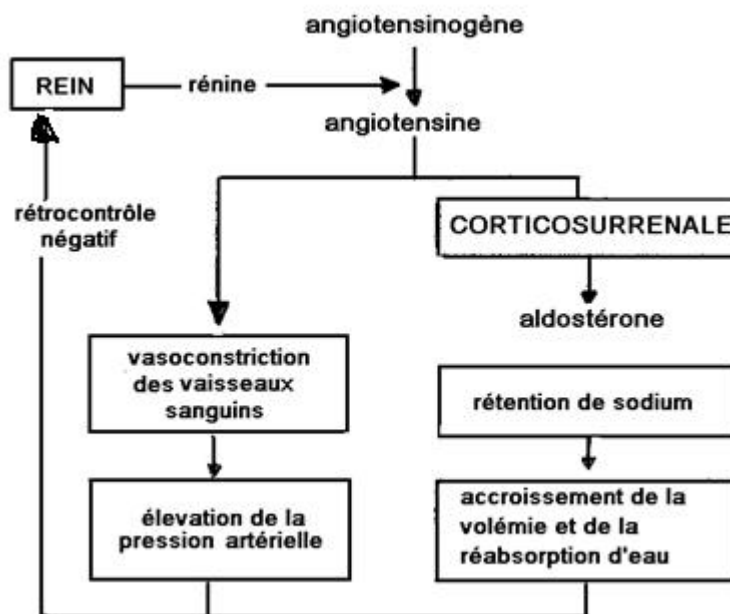 angiotensinogène
REIN
rénine
angiotensine
rétrocontrôle
négatif
CORTICOSURRENALE
aldostérone
vasoconstriction
des vaisseaux
sanguins
rétention de sodium
élevation de la
pression artérielle
accroissement de la
volémie et de la
réabsorption d'eau